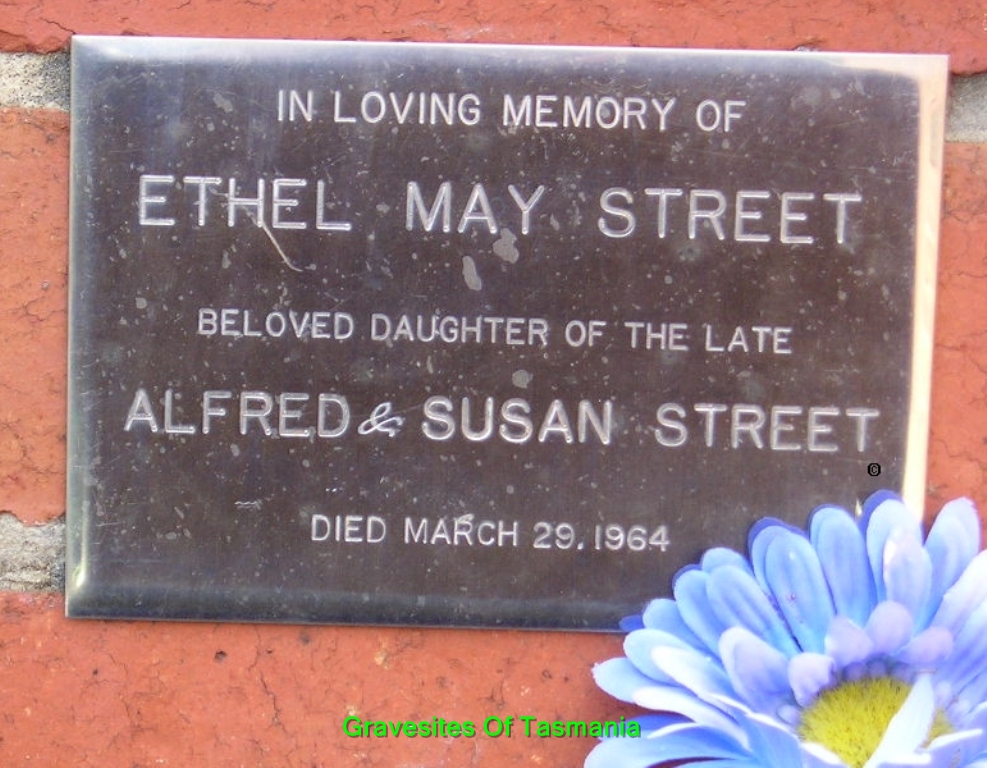 IN LOVING MEMORY OF
ETHEL MAY STREET
BELOVED DAUGHTER OF THE LATE
ALFRED & SUSAN STREET
©
DIED MARCH 29. 1964
Gravesites Of Tasmania